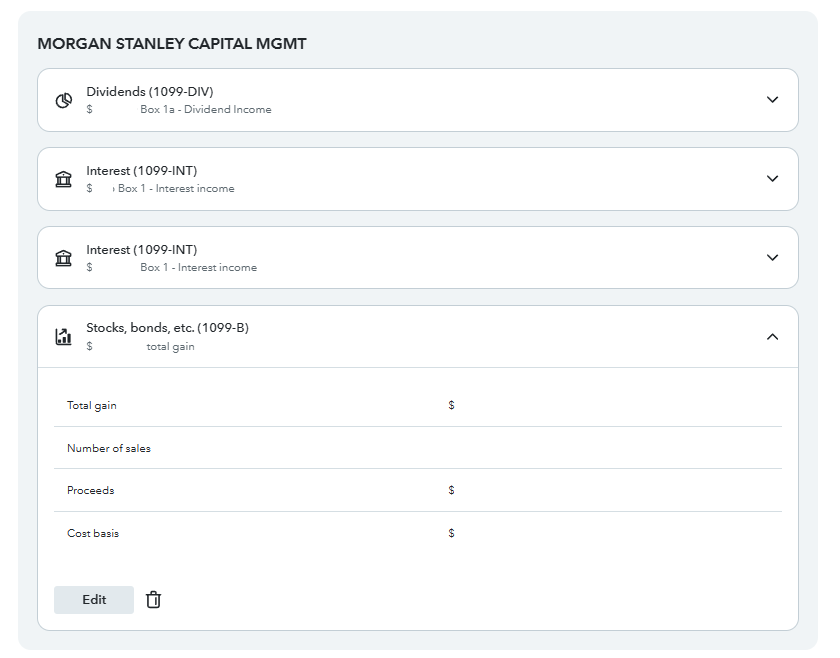 MORGAN STANLEY CAPITAL MGMT
Dividends (1099-DIV)
$ Box 1a - Dividend Income
Interest (1099-INT)
$ Box 1 - Interest income
Interest (1099-INT)
$ Box 1 - Interest income
Stocks, bonds, etc. (1099-B)
$ total gain
Total gain $
Number of sales
Proceeds $
Cost basis $
Edit